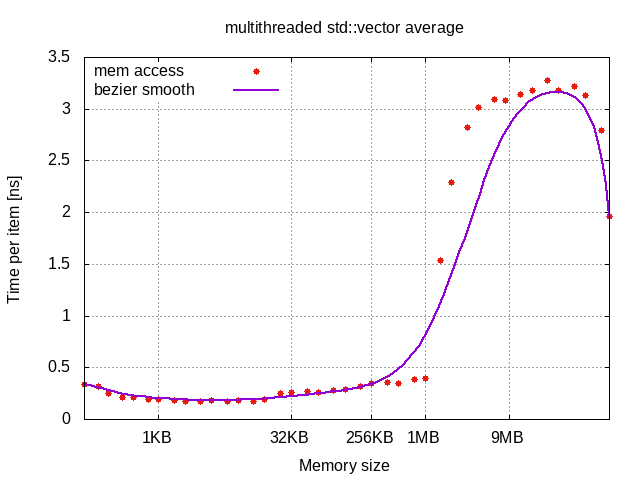 multithreaded std::vector average
3.5
mem access
bezier smooth
3
2.5
2
1.5
1
0.5
0
Time per item [ns]
1KB 32KB 256KB 1MB 9MB
Memory size